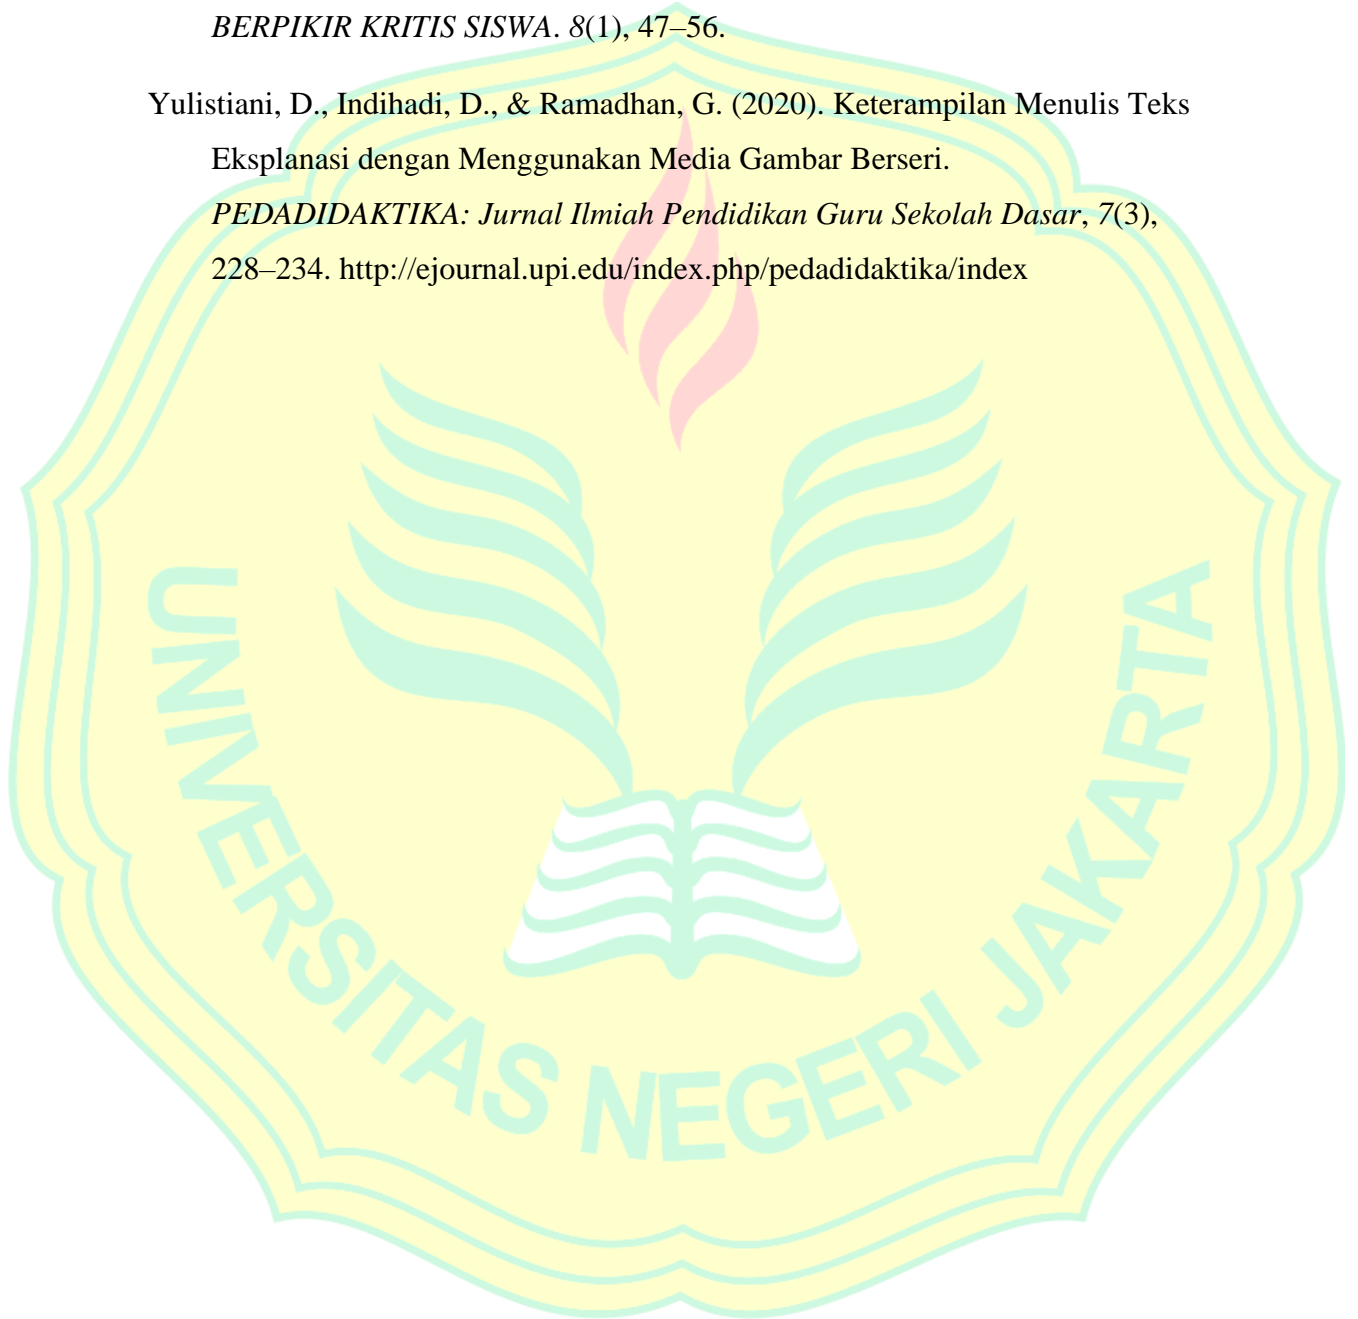 BERPIKIR KRITIS SISWA. 8(1), 47–56.
Yulistiani, D., Indihadi, D., & Ramadhan, G. (2020). Keterampilan Menulis Teks
Eksplanasi dengan Menggunakan Media Gambar Berseri.
PEDADIDAKTIKA: Jurnal Ilmiah Pendidikan Guru Sekolah Dasar, 7(3),
228–234. http://ejournal.upi.edu/index.php/pedadidaktika/index
UNIVERSITAS NEGERI JAKARTA